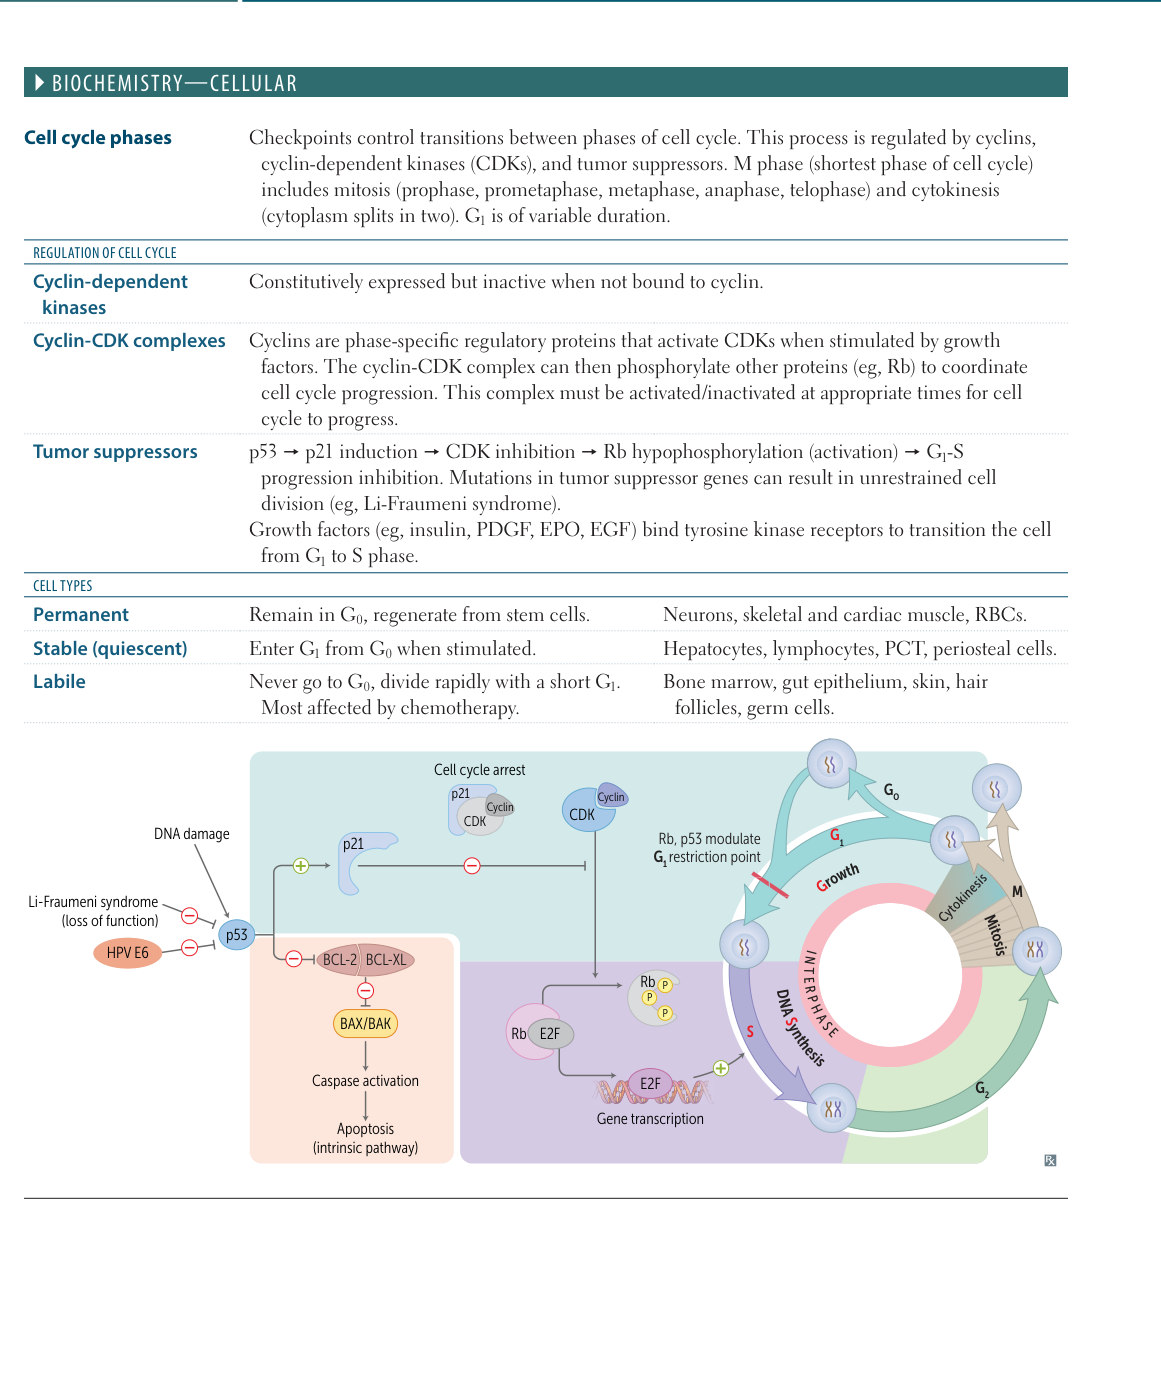 BIOCHEMISTRY—CELLULAR
Cell cycle phases
Checkpoints control transitions between phases of cell cycle. This process is regulated by cyclins,
cyclin-dependent kinases (CDKs), and tumor suppressors. M phase (shortest phase of cell cycle)
includes mitosis (prophase, prometaphase, metaphase, anaphase, telophase) and cytokinesis
(cytoplasm splits in two). G1 is of variable duration.
REGULATION OF CELL CYCLE
Cyclin-dependent
kinases
Constitutively expressed but inactive when not bound to cyclin.
Cyclin-CDK complexes
Cyclins are phase-specific regulatory proteins that activate CDKs when stimulated by growth
factors. The cyclin-CDK complex can then phosphorylate other proteins (eg, Rb) to coordinate
cell cycle progression. This complex must be activated/inactivated at appropriate times for cell
cycle to progress.
Tumor suppressors
p53 → p21 induction → CDK inhibition → Rb hypophosphorylation (activation) → G1-S
progression inhibition. Mutations in tumor suppressor genes can result in unrestrained cell
division (eg, Li-Fraumeni syndrome).
Growth factors (eg, insulin, PDGF, EPO, EGF) bind tyrosine kinase receptors to transition the cell
from G1 to S phase.
CELL TYPES
Permanent
Remain in G0, regenerate from stem cells.
Neurons, skeletal and cardiac muscle, RBCs.
Stable (quiescent)
Enter G1 from G0 when stimulated.
Hepatocytes, lymphocytes, PCT, periosteal cells.
Labile
Never go to G0, divide rapidly with a short G1.
Most affected by chemotherapy.
Bone marrow, gut epithelium, skin, hair
follicles, germ cells.
Cell cycle arrest
p21
Cyclin
CDK
Cyclin
CDK
DNA damage
p21
+
−
Li-Fraumeni syndrome
(loss of function)
−
HPV E6
−
p53
−
BCL-2
BCL-XL
−
BAX/BAK
Caspase activation
Apoptosis
(intrinsic pathway)
Rb
P
P
P
Rb
E2F
E2F
+
Gene transcription
Rb, p53 modulate
G1 restriction point
G0
G1
Growth
Cytokinesis
M
Mitosis
INTERPHASE
DNA Synthesis
S
G2
Rx